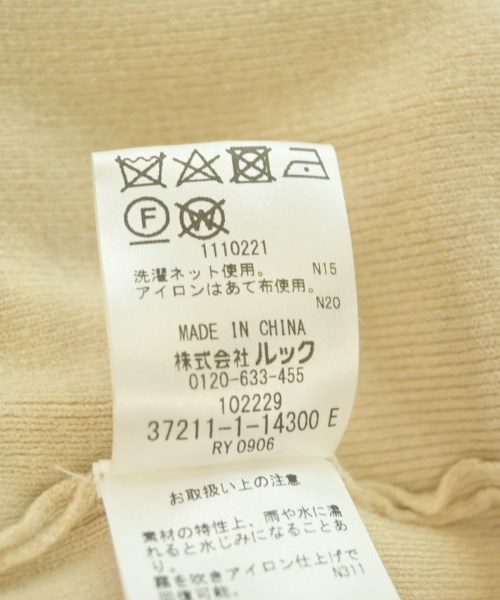 F W
1110221
洗濯ネット使用。 N15
アイロンはあて布使用。
N20
MADE IN CHINA
株式会社 ルック
0120-633-455
102229
37211-1-14300 E
RY 0906
お取扱い上の注意
素材の特性上、雨や水に濡
れると水じみになることあ
り。
霧を吹きアイロン仕上げで
回復可能。 N311